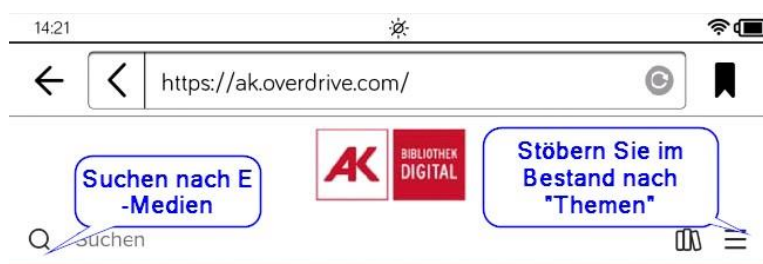 14:21
https://ak.overdrive.com/
AK BIBLIOTHEK
DIGITAL
Suchen nach E
-Medien
Stöbern Sie im
Bestand nach
"Themen"
Suchen